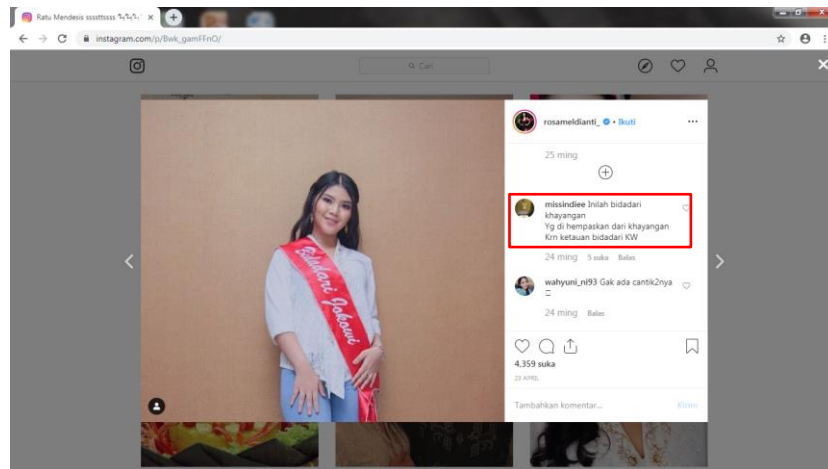 Ratu Mendesis sssttssss
instagram.com/p/Bwk_gamFFnO/
Cari
rosameldianti_ • Ikuti
25 ming
missindiee Inilah bidadari
khayangan
Yg di hempaskan dari khayangan
Krn ketauan bidadari KW
24 ming 5 suka Balas
wahyuni_ni93 Gak ada cantik2nya
24 ming Balas
Bidadari Jokowi
4,359 suka
23 APRIL
Tambahkan komentar...
Kirim